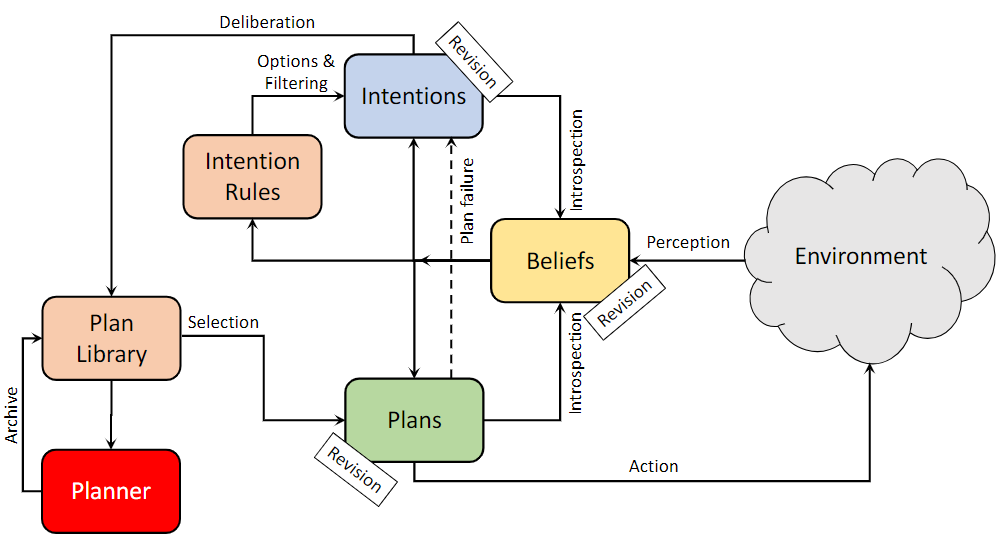 Deliberation
Options &
Filtering
Revision
Intentions
Intention
Rules
Introspection
Plan failure
Beliefs
Perception
Environment
Revision
Plan
Library
Selection
Introspection
Archive
Plans
Revision
Action
Planner